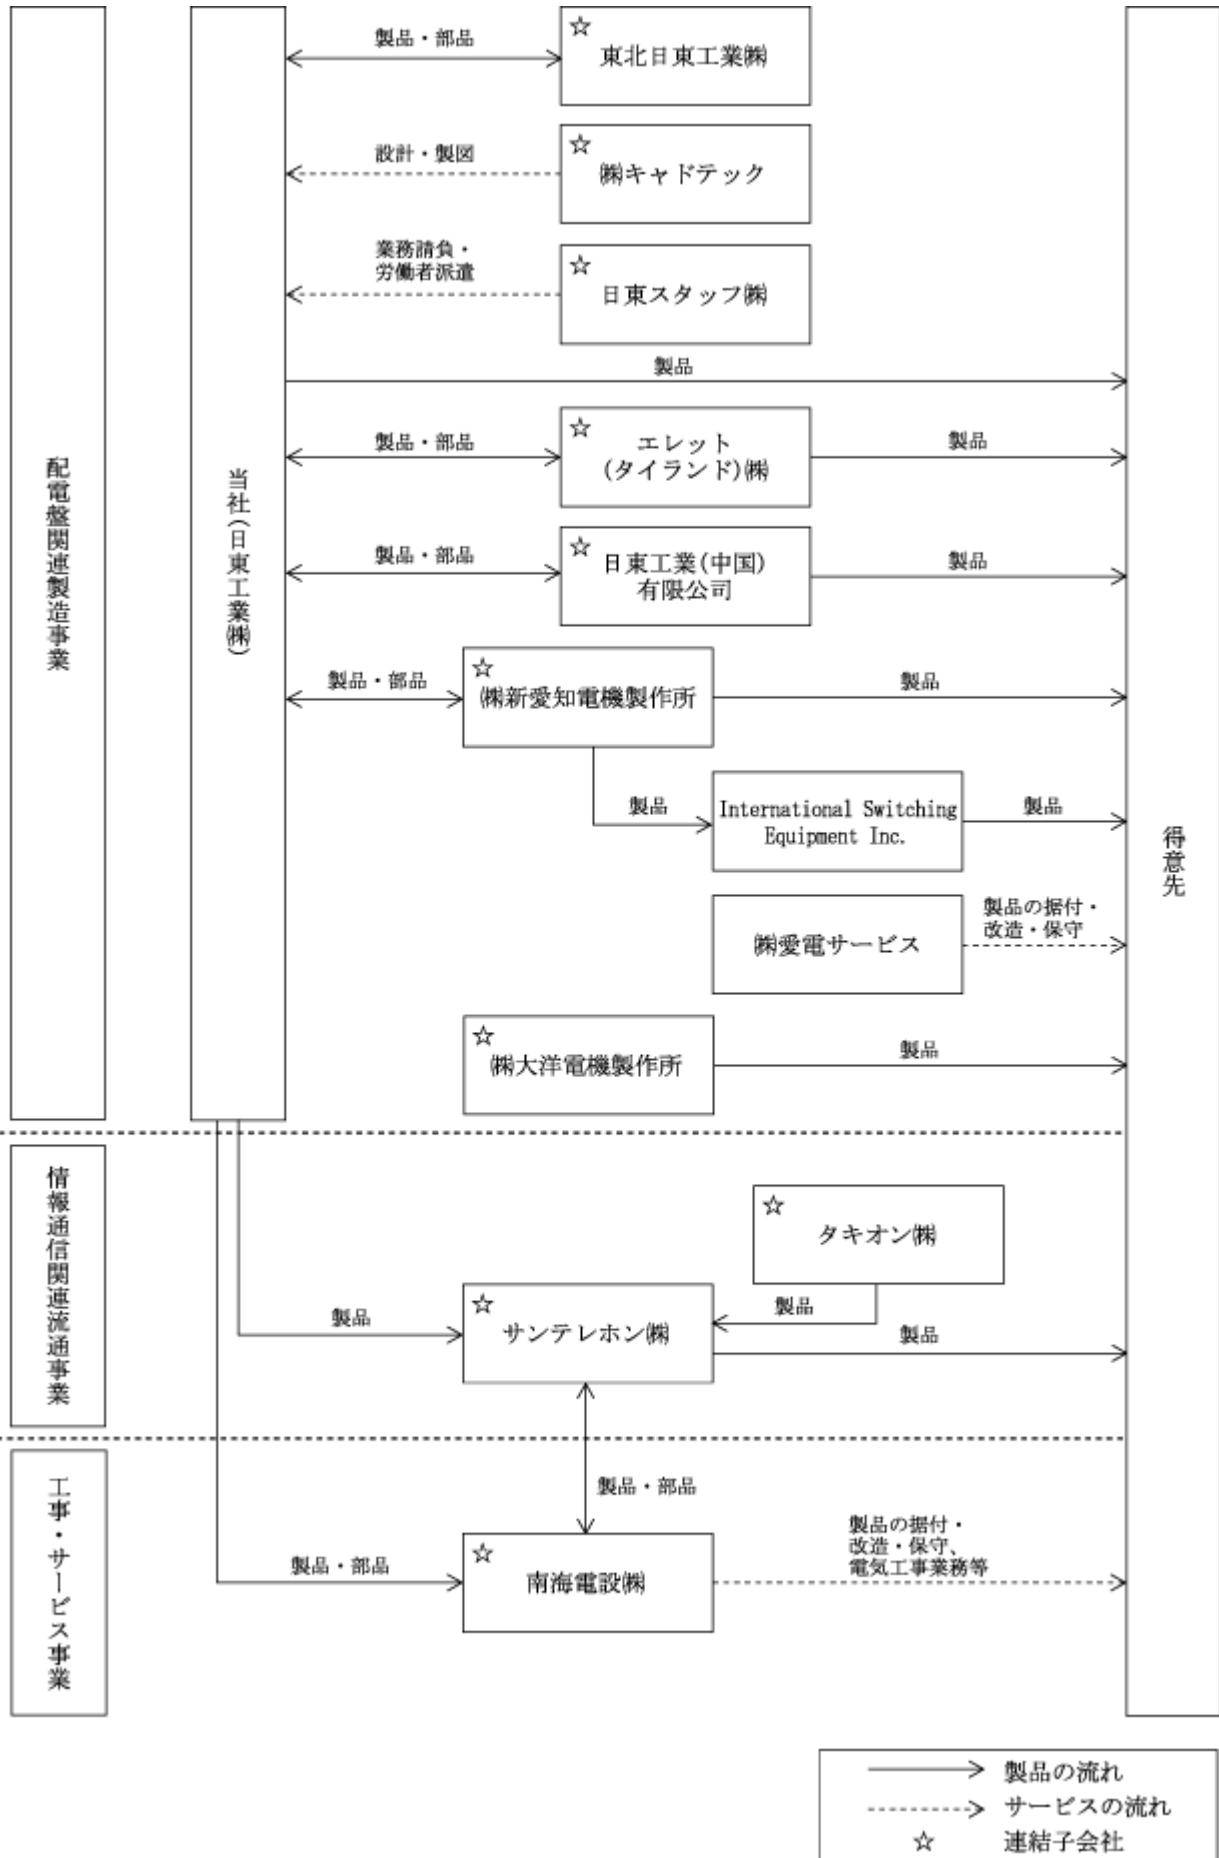 製品・部品
☆
東北日東工業㈱
設計・製図
☆
㈱キャドテック
業務請負・
労働者派遣
☆
日東スタッフ㈱
製品
配電盤関連製造事業
当社(日東工業㈱)
製品・部品
☆
エレット
(タイランド)㈱
製品
製品・部品
☆
日東工業(中国)
有限公司
製品
製品・部品
☆
㈱新愛知電機製作所
製品
製品
International Switching
Equipment Inc.
製品
得意先
㈱愛電サービス
製品の据付・
改造・保守
☆
㈱大洋電機製作所
製品
情報通信関連流通事業
☆
タキオン㈱
製品
製品
☆
サンテレホン㈱
製品
工事・サービス事業
製品・部品
製品・部品
☆
南海電設㈱
製品の据付・
改造・保守、
電気工事業務等
製品の流れ
サービスの流れ
☆ 連結子会社